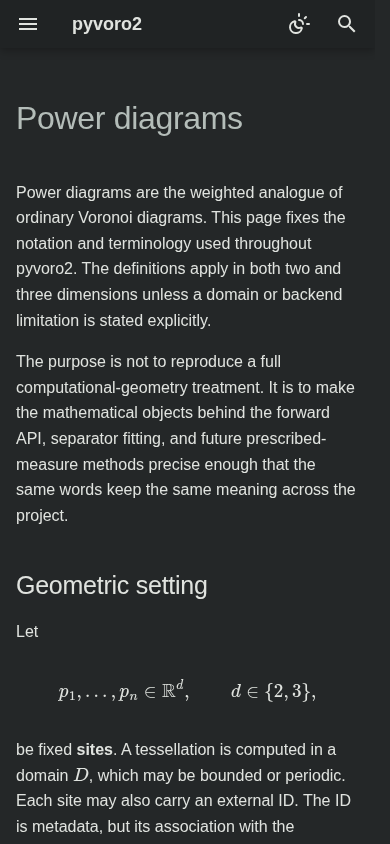 pyvoro2
Power diagrams
Power diagrams are the weighted analogue of
ordinary Voronoi diagrams. This page fixes the
notation and terminology used throughout
pyvoro2. The definitions apply in both two and
three dimensions unless a domain or backend
limitation is stated explicitly.
The purpose is not to reproduce a full
computational-geometry treatment. It is to make
the mathematical objects behind the forward
API, separator fitting, and future prescribed-
measure methods precise enough that the
same words keep the same meaning across the
project.
Geometric setting
Let
p₁, . . . , pₙ ∈ ℝᵈ,   d ∈ {2, 3},
be fixed sites. A tessellation is computed in a
domain D, which may be bounded or periodic.
Each site may also carry an external ID. The ID
is metadata, but its association with the